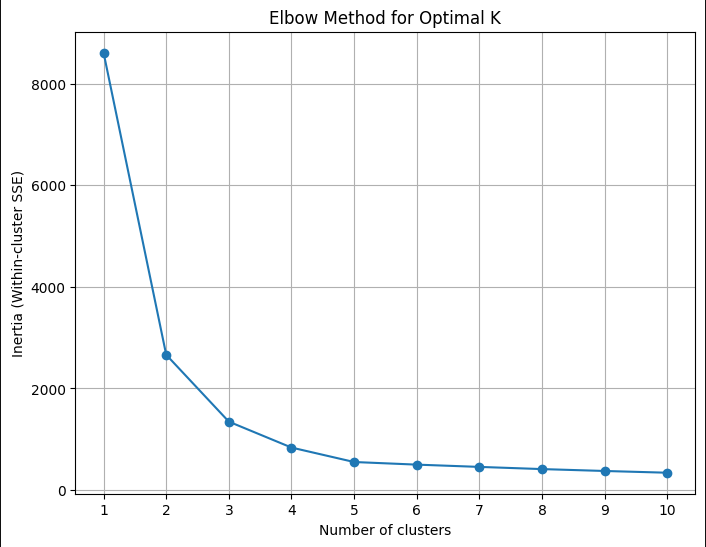 Elbow Method for Optimal K
Inertia (Within-cluster SSE)
8000
6000
4000
2000
0
1 2 3 4 5 6 7 8 9 10
Number of clusters